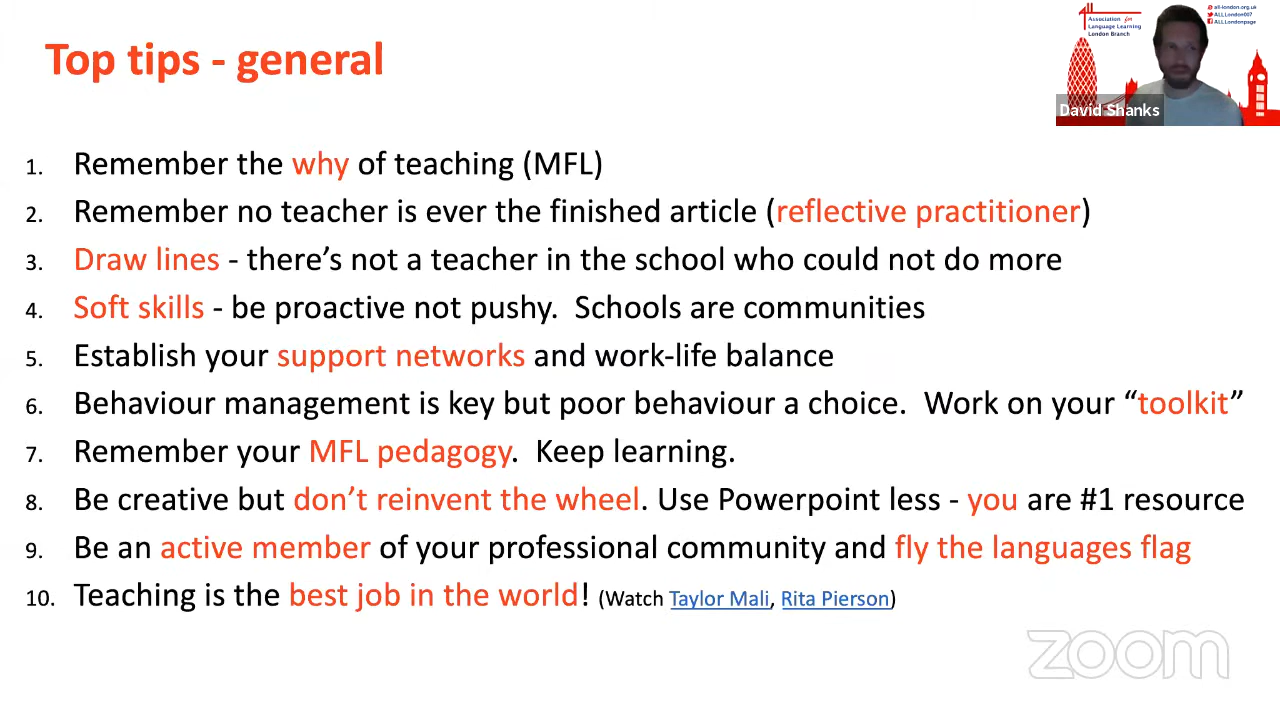 Top tips - general
Association for
Language Learning
London Branch
all-london.org.uk
@ALLLondon007
ALLLondonpage
David Shanks
1. Remember the why of teaching (MFL)
2. Remember no teacher is ever the finished article (reflective practitioner)
3. Draw lines - there’s not a teacher in the school who could not do more
4. Soft skills - be proactive not pushy.  Schools are communities
5. Establish your support networks and work-life balance
6. Behaviour management is key but poor behaviour a choice.  Work on your “toolkit”
7. Remember your MFL pedagogy.  Keep learning.
8. Be creative but don’t reinvent the wheel. Use Powerpoint less - you are #1 resource
9. Be an active member of your professional community and fly the languages flag
10. Teaching is the best job in the world! (Watch Taylor Mali, Rita Pierson)
zoom